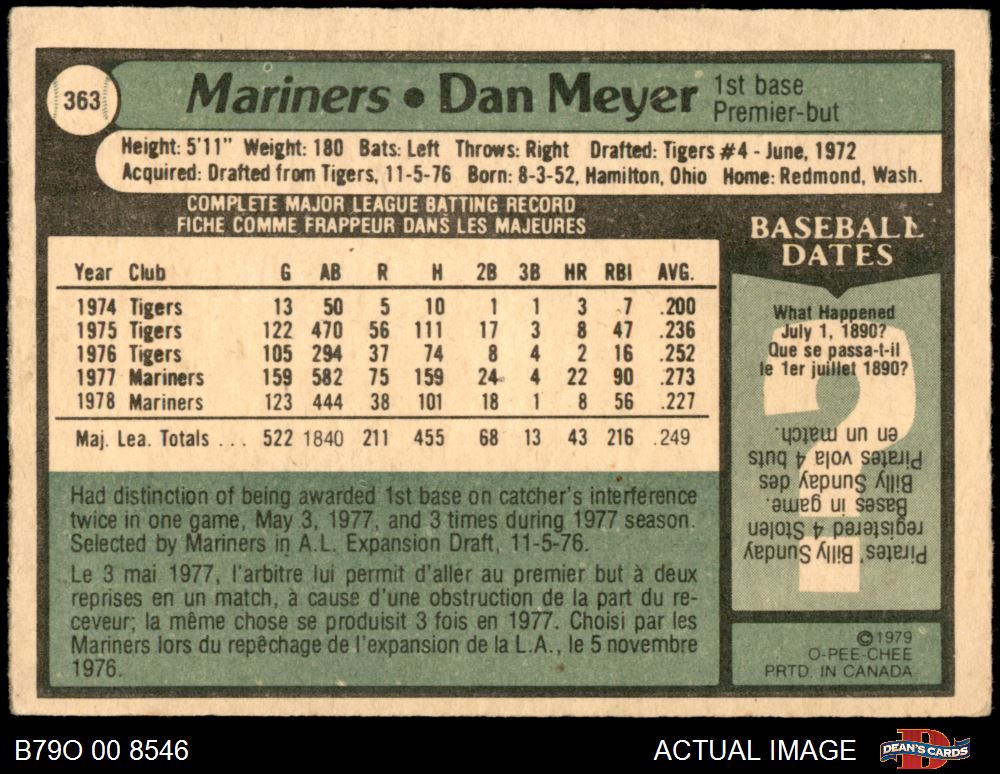 363
Mariners • Dan Meyer 1st base
Premier-but
Height: 5'11" Weight: 180 Bats: Left Throws: Right Drafted: Tigers #4 - June, 1972
Acquired: Drafted from Tigers, 11-5-76 Born: 8-3-52, Hamilton, Ohio Home: Redmond, Wash.
COMPLETE MAJOR LEAGUE BATTING RECORD
FICHE COMME FRAPPEUR DANS LES MAJEURES
Year Club G AB R H 2B 3B HR RBI AVG.
1974 Tigers 13 50 5 10 1 1 3 7 .200
1975 Tigers 122 470 56 111 17 3 8 47 .236
1976 Tigers 105 294 37 74 8 4 2 16 .252
1977 Mariners 159 582 75 159 24 4 22 90 .273
1978 Mariners 123 444 38 101 18 1 8 56 .227
Maj. Lea. Totals ... 522 1840 211 455 68 13 43 216 .249
Had distinction of being awarded 1st base on catcher's interference
twice in one game, May 3, 1977, and 3 times during 1977 season.
Selected by Mariners in A.L. Expansion Draft, 11-5-76.
Le 3 mai 1977, l'arbitre lui permit d'aller au premier but à deux
reprises en un match, à cause d'une obstruction de la part du re-
ceveur; la même chose se produisit 3 fois en 1977. Choisi par les
Mariners lors du repêchage de l'expansion de la L.A., le 5 novembre
1976.
BASEBALL
DATES
What Happened
July 1, 1890?
Que se passa-t-il
le 1er juillet 1890?
Pirates' Billy Sunday
registered 4 Stolen
Bases in game.
Billy Sunday des
Pirates vola 4 buts
en un match.
©1979
O-PEE-CHEE
PRTD. IN CANADA
B79O 00 8546
ACTUAL IMAGE
DEAN'S CARDS